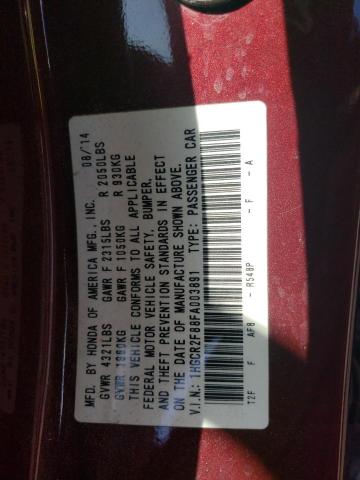 MFD. BY HONDA OF AMERICA MFG., INC. 08/14
GVWR 4321LBS GAWR F 2315LBS R 2050LBS
GVWR 1960KG GAWR F 1050KG R 930KG
THIS VEHICLE CONFORMS TO ALL APPLICABLE
FEDERAL MOTOR VEHICLE SAFETY, BUMPER,
AND THEFT PREVENTION STANDARDS IN EFFECT
ON THE DATE OF MANUFACTURE SHOWN ABOVE.
V.I.N.: 1HGCR2F88FA003891 TYPE: PASSENGER CAR
T2F F AF8 - R548P - F - A